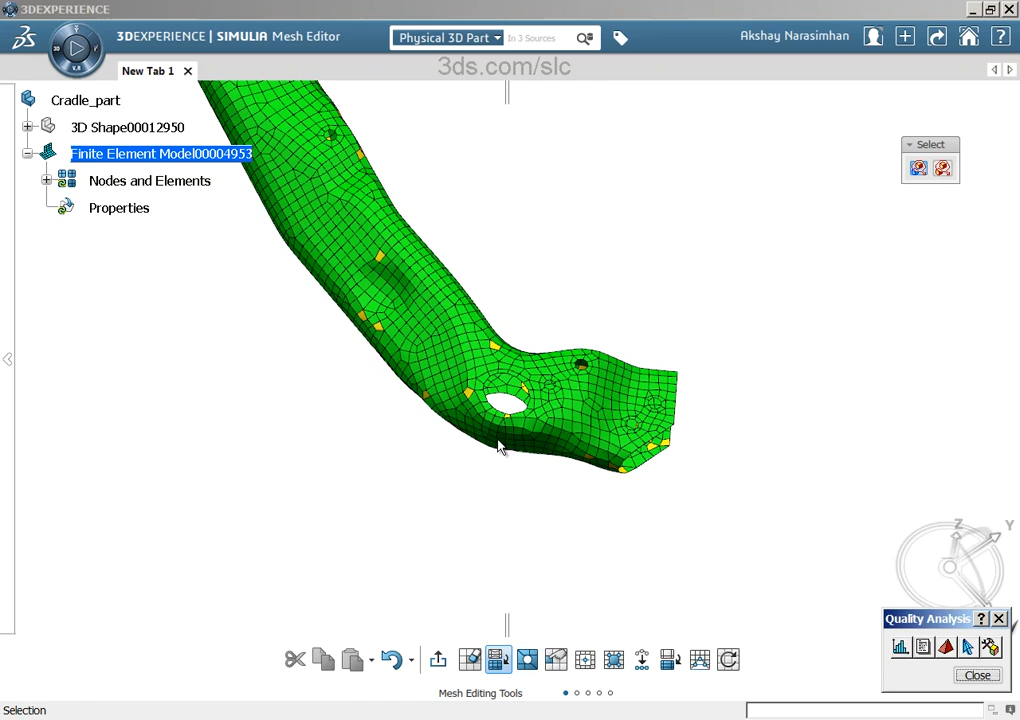 3DEXPERIENCE
3DEXPERIENCE | SIMULIA Mesh Editor
Physical 3D Part
In 3 Sources
Akshay Narasimhan
3ds.com/slc
New Tab 1
Cradle_part
3D Shape00012950
Finite Element Model00004953
Nodes and Elements
Properties
Select
Z
Y
Quality Analysis
Close
Mesh Editing Tools
Selection